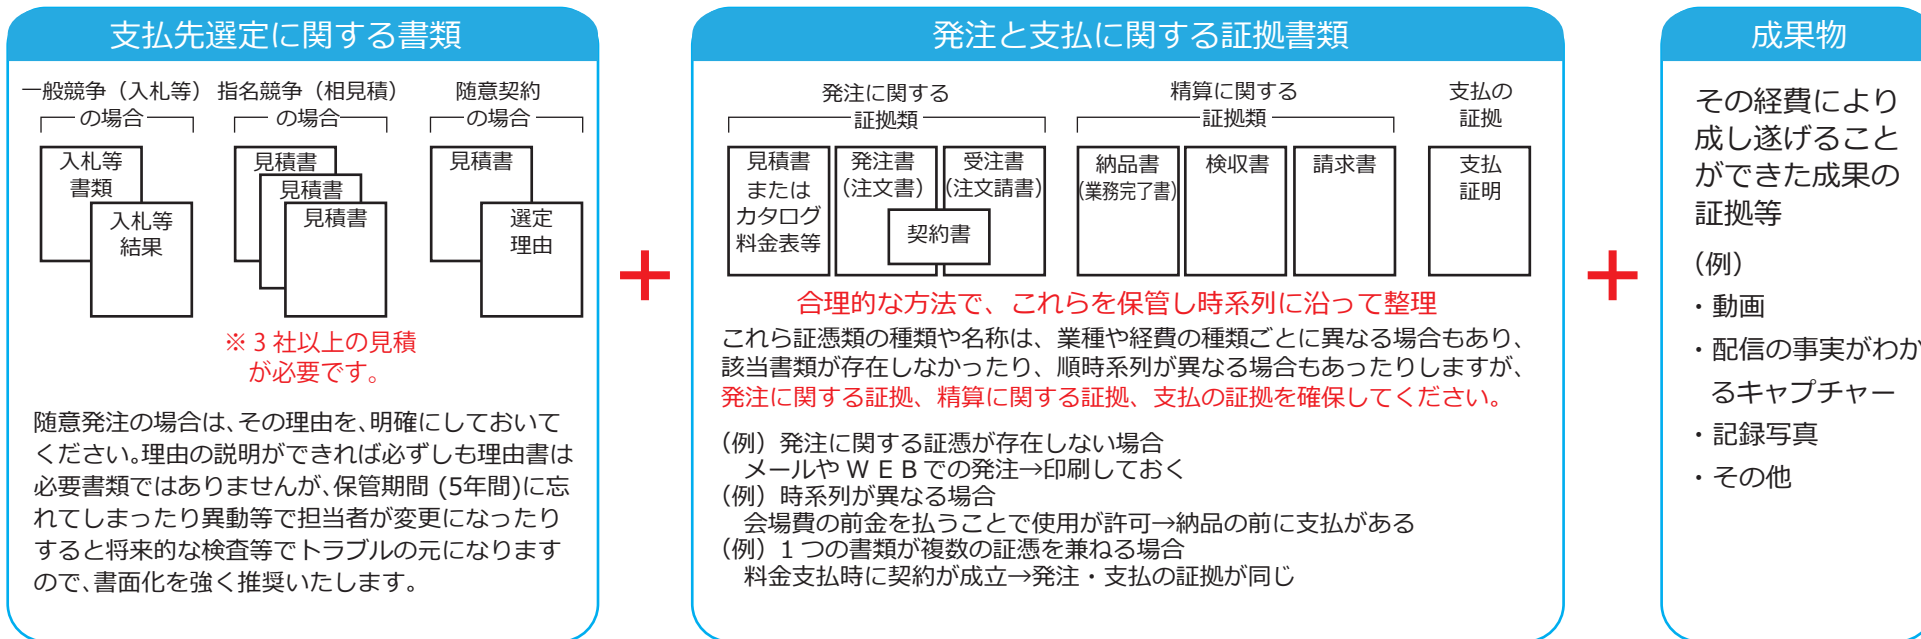 支払先選定に関する書類
一般競争（入札等）
の場合
指名競争（相見積）
の場合
随意契約
の場合
入札等
書類
入札等
結果
見積書
見積書
見積書
見積書
選定
理由
※ 3 社以上の見積
が必要です。
随意発注の場合は、その理由を、明確にしておいて
ください。理由の説明ができれば必ずしも理由書は
必要書類ではありませんが、保管期間 (5年間)に忘
れてしまったり異動等で担当者が変更になったり
すると将来的な検査等でトラブルの元になります
ので、書面化を強く推奨いたします。
+
発注と支払に関する証拠書類
発注に関する
証拠類
精算に関する
証拠類
支払の
証拠
見積書
または
カタログ
料金表等
発注書
（注文書）
受注書
（注文請書）
契約書
納品書
（業務完了書）
検収書
請求書
支払
証明
合理的な方法で、これらを保管し時系列に沿って整理
これら証憑類の種類や名称は、業種や経費の種類ごとに異なる場合もあり、
該当書類が存在しなかったり、順時系列が異なる場合もあったりしますが、
発注に関する証拠、精算に関する証拠、支払の証拠を確保してください。
（例）発注に関する証憑が存在しない場合
メールやＷＥＢでの発注→印刷しておく
（例）時系列が異なる場合
会場費の前金を払うことで使用が許可→納品の前に支払がある
（例）1 つの書類が複数の証憑を兼ねる場合
料金支払時に契約が成立→発注・支払の証拠が同じ
+
成果物
その経費により
成し遂げること
ができた成果の
証拠等
（例）
・動画
・配信の事実がわか
るキャプチャー
・記録写真
・その他